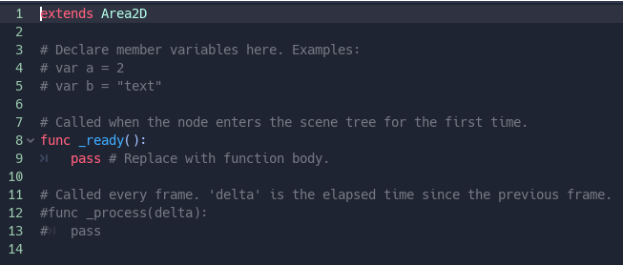 1 extends Area2D
2
3 # Declare member variables here. Examples:
4 # var a = 2
5 # var b = "text"
6
7 # Called when the node enters the scene tree for the first time.
8 func _ready():
9 pass # Replace with function body.
10
11 # Called every frame. 'delta' is the elapsed time since the previous frame.
12 #func _process(delta):
13 # pass
14